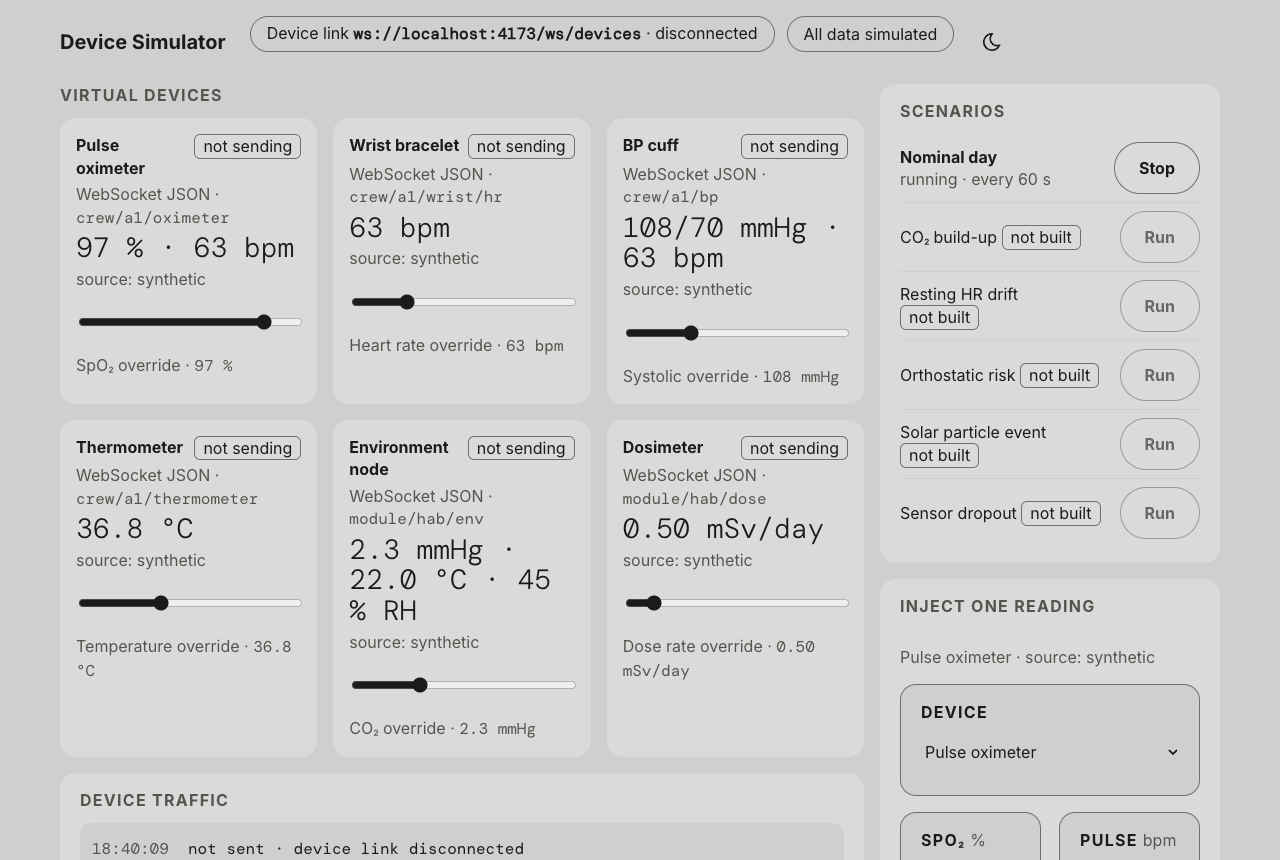 Device Simulator
Device link ws://localhost:4173/ws/devices · disconnected
All data simulated
VIRTUAL DEVICES
Pulse oximeter
not sending
WebSocket JSON ·
crew/a1/oximeter
97 % · 63 bpm
source: synthetic
SpO₂ override · 97 %
Wrist bracelet
not sending
WebSocket JSON ·
crew/a1/wrist/hr
63 bpm
source: synthetic
Heart rate override · 63 bpm
BP cuff
not sending
WebSocket JSON ·
crew/a1/bp
108/70 mmHg ·
63 bpm
source: synthetic
Systolic override · 108 mmHg
Thermometer
not sending
WebSocket JSON ·
crew/a1/thermometer
36.8 °C
source: synthetic
Temperature override · 36.8
°C
Environment
node
not sending
WebSocket JSON ·
module/hab/env
2.3 mmHg ·
22.0 °C · 45
% RH
source: synthetic
CO₂ override · 2.3 mmHg
Dosimeter
not sending
WebSocket JSON ·
module/hab/dose
0.50 mSv/day
source: synthetic
Dose rate override · 0.50
mSv/day
DEVICE TRAFFIC
18:40:09 not sent · device link disconnected
SCENARIOS
Nominal day
running · every 60 s
Stop
CO₂ build-up not built
Run
Resting HR drift
not built
Run
Orthostatic risk not built
Run
Solar particle event
not built
Run
Sensor dropout not built
Run
INJECT ONE READING
Pulse oximeter · source: synthetic
DEVICE
Pulse oximeter
SPO₂ %
PULSE bpm